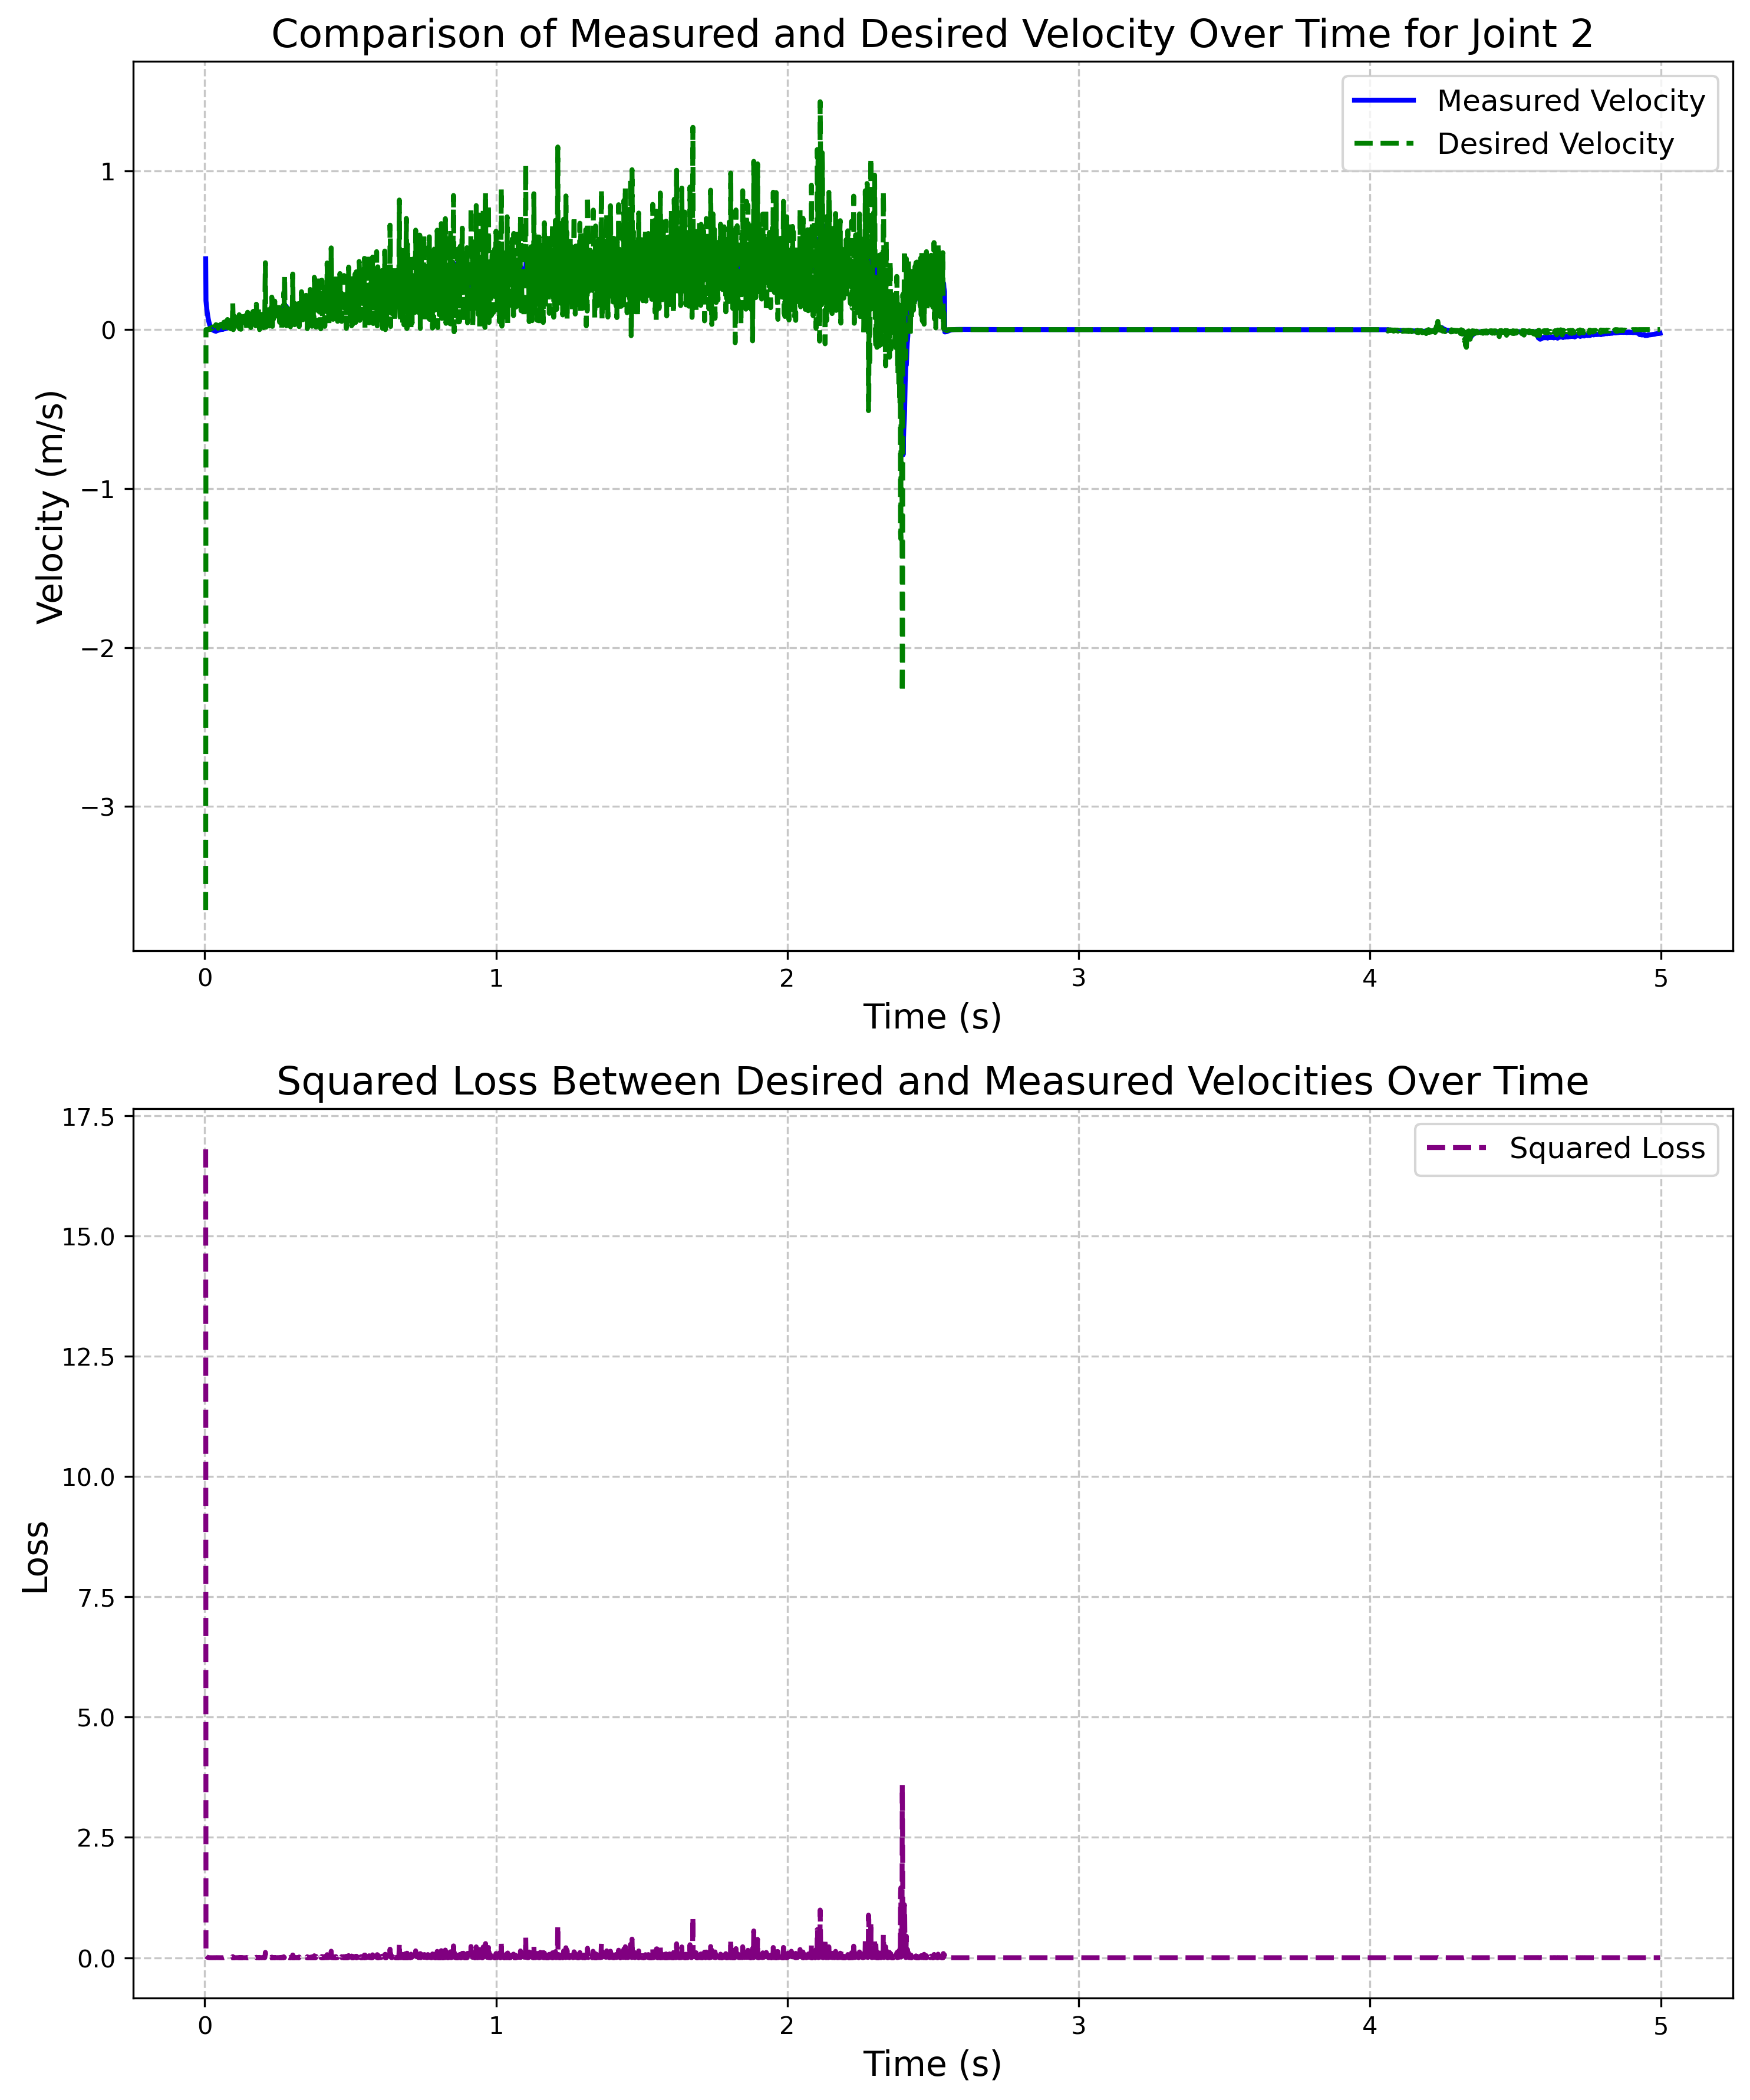 Comparison of Measured and Desired Velocity Over Time for Joint 2
Measured Velocity
Desired Velocity
Velocity (m/s)
1
0
−1
−2
−3
0 1 2 3 4 5
Time (s)
Squared Loss Between Desired and Measured Velocities Over Time
Squared Loss
Loss
17.5
15.0
12.5
10.0
7.5
5.0
2.5
0.0
0 1 2 3 4 5
Time (s)